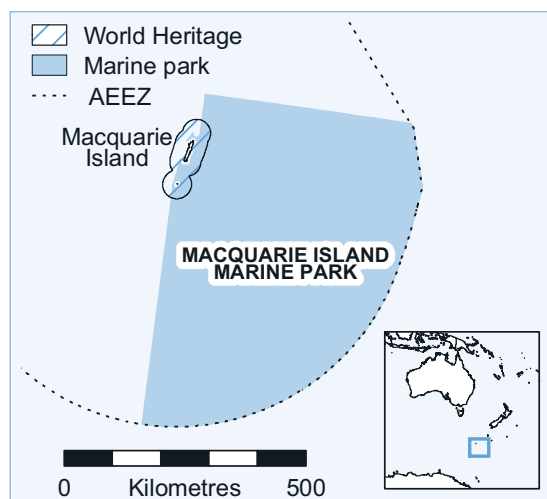 World Heritage
Marine park
AEEZ
Macquarie
Island
MACQUARIE ISLAND
MARINE PARK
0 Kilometres 500